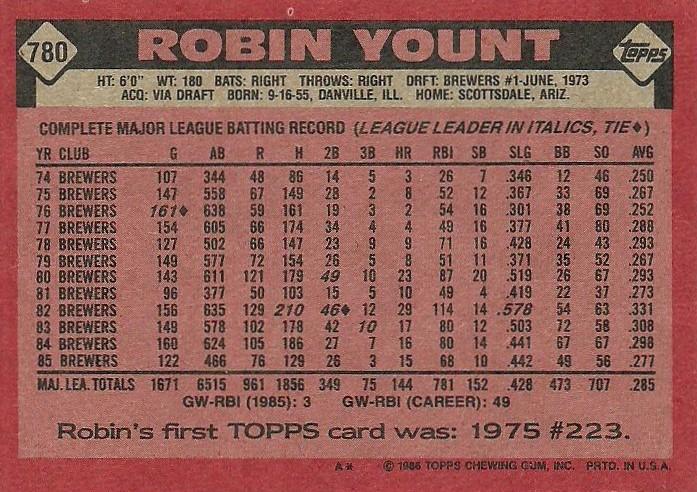 780 ROBIN YOUNT Topps
HT: 6'0" WT: 180 BATS: RIGHT THROWS: RIGHT DRFT: BREWERS #1-JUNE, 1973
ACQ: VIA DRAFT BORN: 9-16-55, DANVILLE, ILL. HOME: SCOTTSDALE, ARIZ.
COMPLETE MAJOR LEAGUE BATTING RECORD (LEAGUE LEADER IN ITALICS, TIE♦)
YR CLUB G AB R H 2B 3B HR RBI SB SLG BB SO AVG
74 BREWERS 107 344 48 86 14 5 3 26 7 .346 12 46 .250
75 BREWERS 147 558 67 149 28 2 8 52 12 .367 33 69 .267
76 BREWERS 161♦ 638 59 161 19 3 2 54 16 .301 38 69 .252
77 BREWERS 154 605 66 174 34 4 4 49 16 .377 41 80 .288
78 BREWERS 127 502 66 147 23 9 9 71 16 .428 24 43 .293
79 BREWERS 149 577 72 154 26 5 8 51 11 .371 35 52 .267
80 BREWERS 143 611 121 179 49 10 23 87 20 .519 26 67 .293
81 BREWERS 96 377 50 103 15 5 10 49 4 .419 22 37 .273
82 BREWERS 156 635 129 210 46♦ 12 29 114 14 .578 54 63 .331
83 BREWERS 149 578 102 178 42 10 17 80 12 .503 72 58 .308
84 BREWERS 160 624 105 186 27 7 16 80 14 .441 67 67 .298
85 BREWERS 122 466 76 129 26 3 15 68 10 .442 49 56 .277
MAJ. LEA. TOTALS 1671 6515 961 1856 349 75 144 781 152 .428 473 707 .285
GW-RBI (1985): 3 GW-RBI (CAREER): 49
Robin's first TOPPS card was: 1975 #223.
A* © 1986 TOPPS CHEWING GUM, INC. PRTD. IN U.S.A.